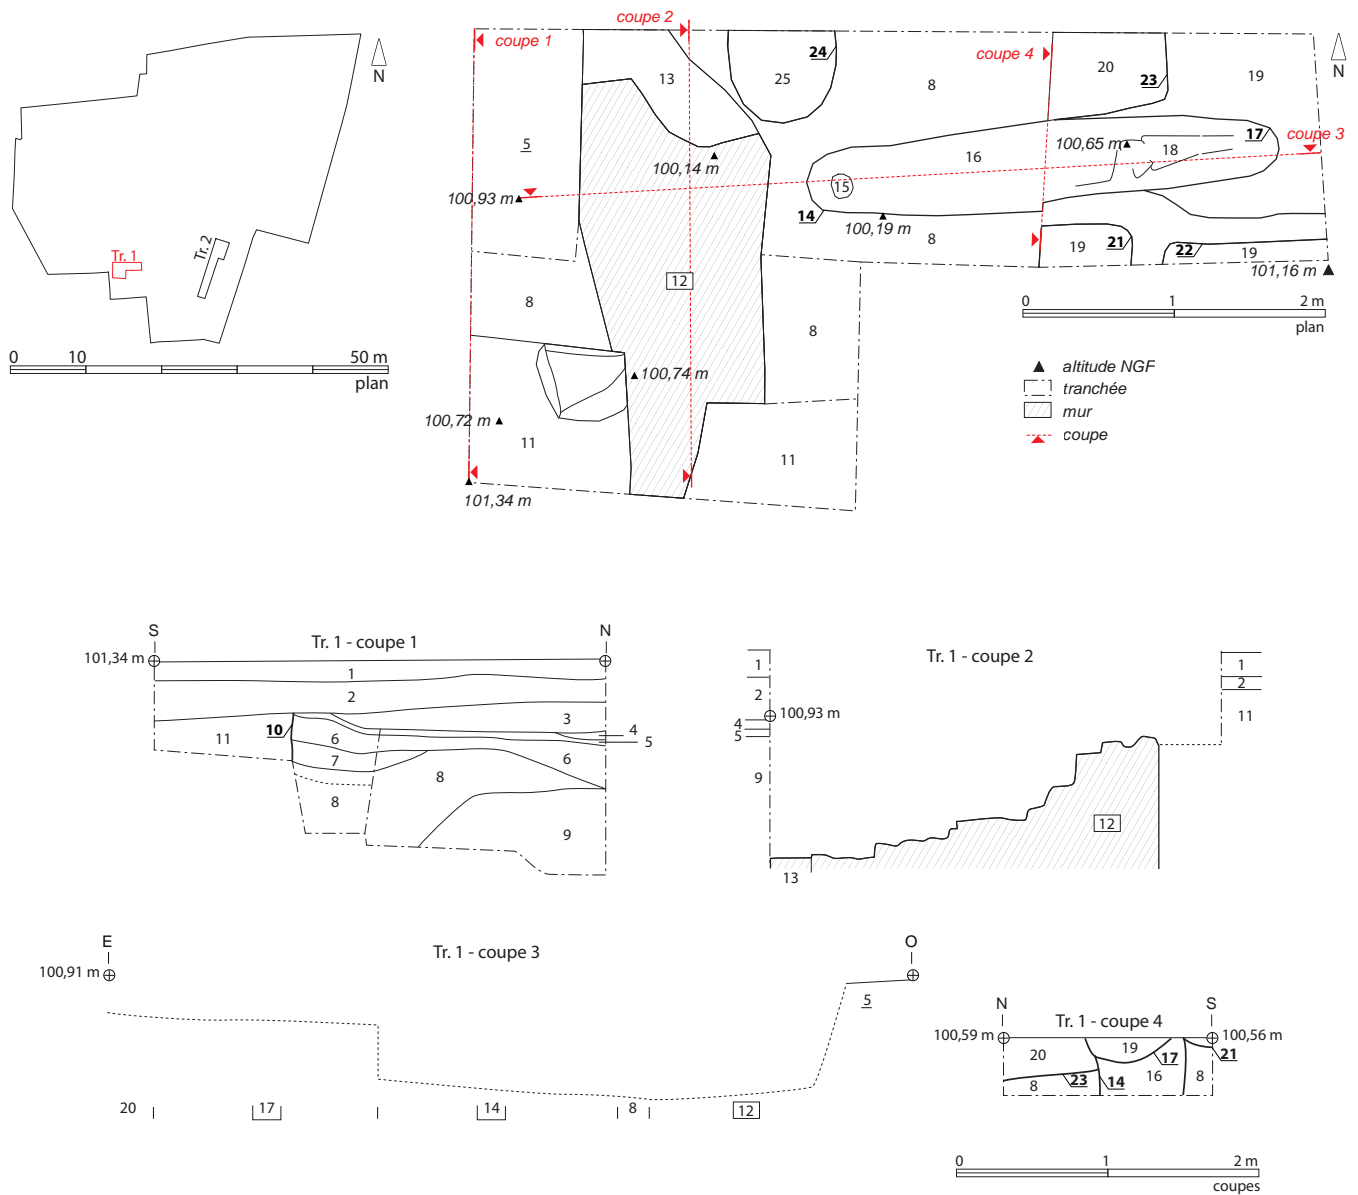 N
Tr. 1
Tr. 2
0 10 50 m
plan
coupe 2
coupe 1
13
24
25
8
coupe 4
20
23
19
N
5
100,14 m
16
100,65 m
18
17
coupe 3
100,93 m
15
14
100,19 m
8
19
21
22
19
101,16 m
12
8
8
0 1 2 m
plan
100,74 m
100,72 m
11
11
101,34 m
altitude NGF
tranchée
mur
coupe
S N
Tr. 1 - coupe 1
101,34 m
1
2
3
4
5
10
11
6
6
7
8
8
9
Tr. 1 - coupe 2
1
2
100,93 m
4
5
9
13
12
1
2
11
E O
Tr. 1 - coupe 3
100,91 m
5
20 17 14 8 12
N S
Tr. 1 - coupe 4
100,59 m
100,56 m
20
19
17
21
8
23
14
16
8
0 1 2 m
coupes